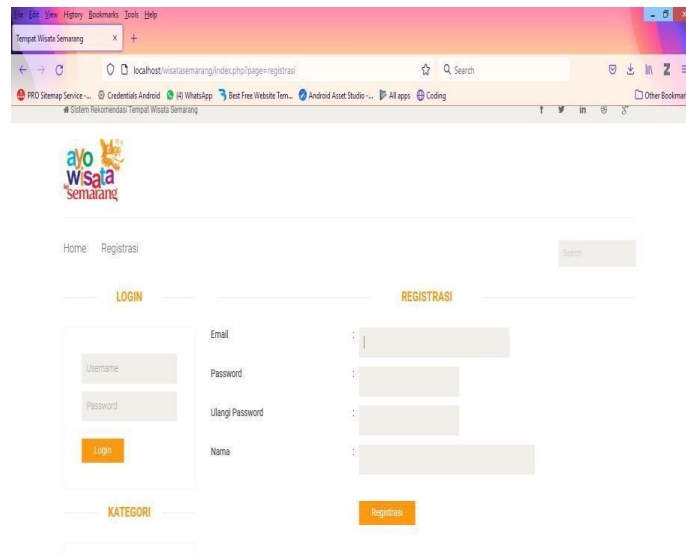 File Edit View History Bookmarks Tools Help
Tempat Wisata Semarang X +
localhost/wisatasemarang/index.php?page=registrasi
Search
PRO Sitemap Service -... Credentials Android (4) WhatsApp Best Free Website Tem... Android Asset Studio -... All apps Coding Other Bookmar
Sistem Rekomendasi Tempat Wisata Semarang
ayo
wisata
ke
semarang
Home Registrasi
Search
LOGIN
Username
Password
Login
KATEGORI
REGISTRASI
Email :
Password :
Ulangi Password :
Nama :
Registrasi